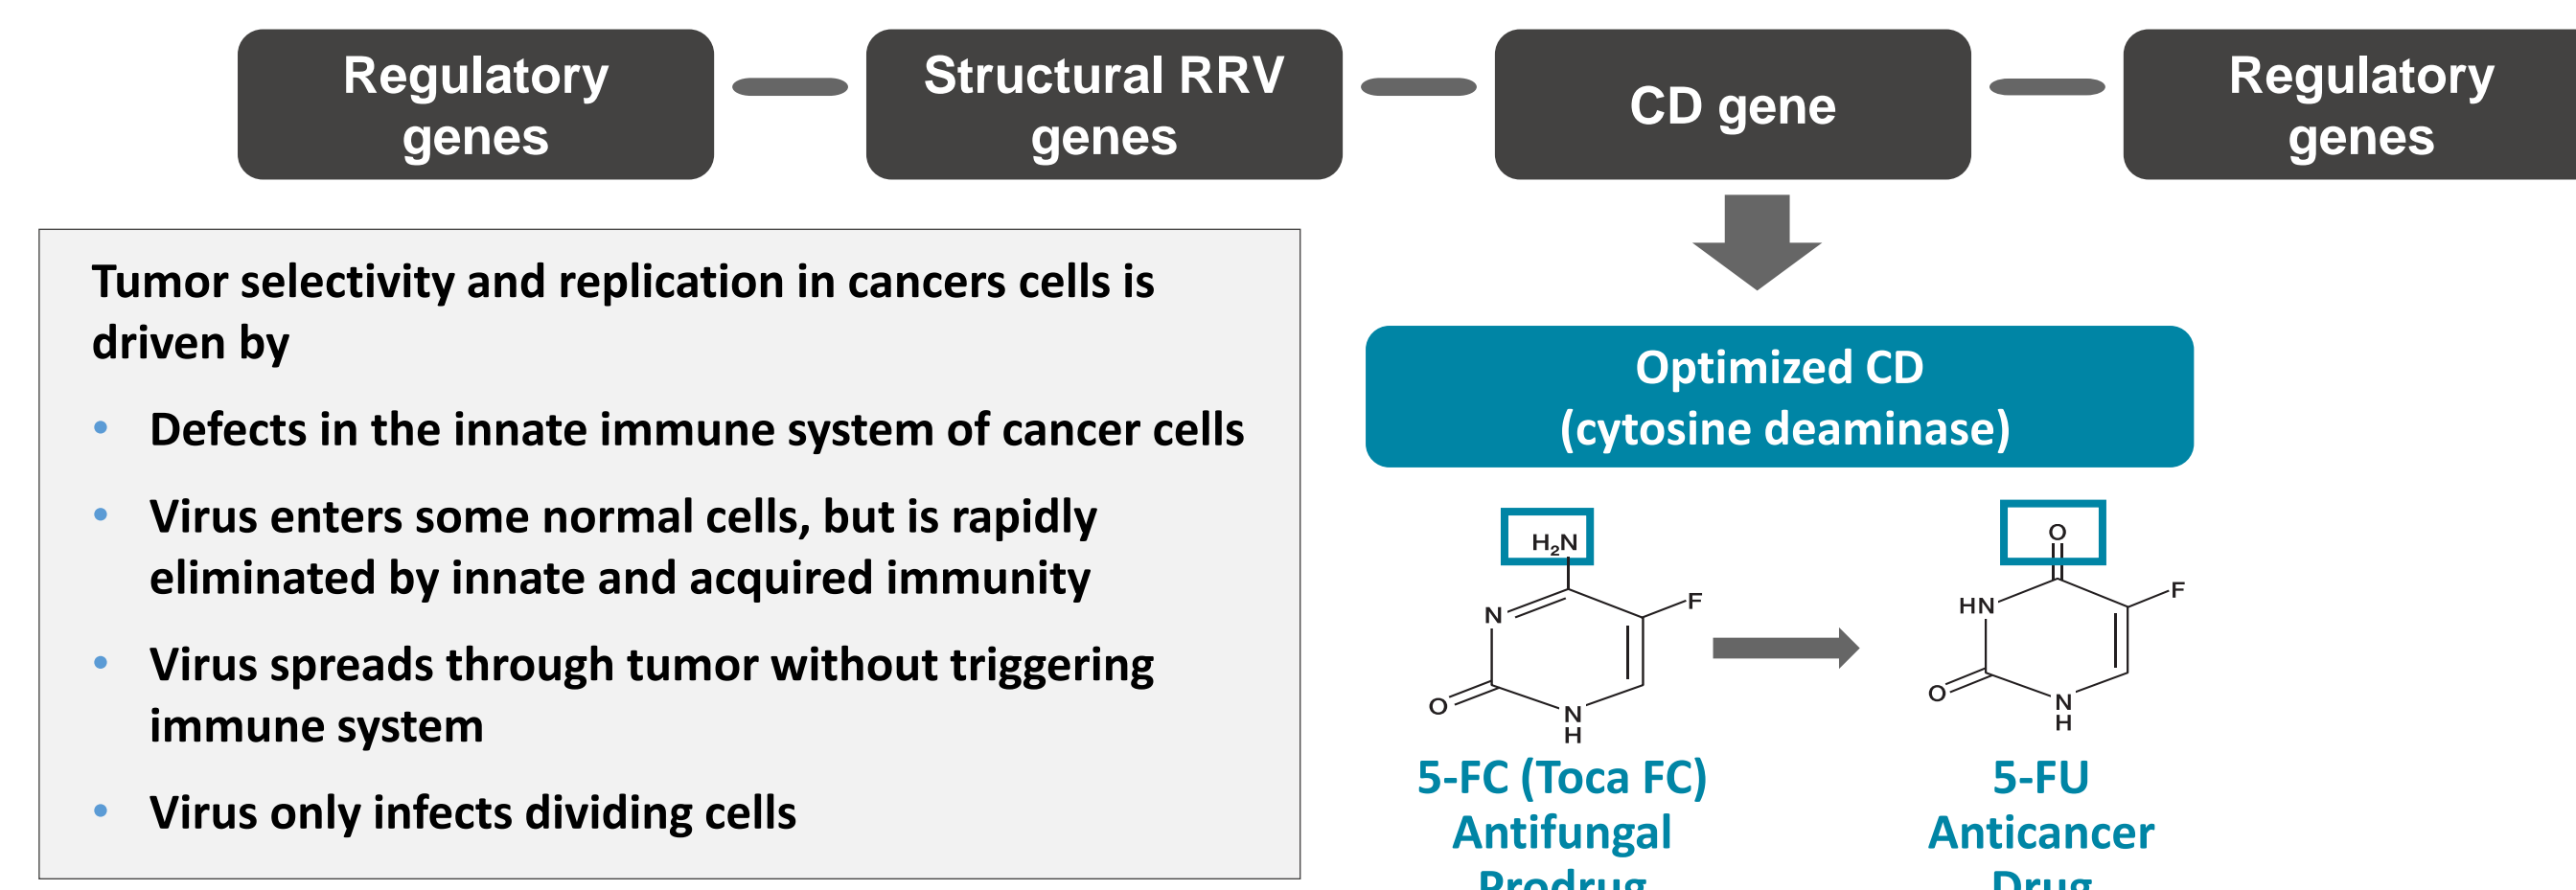 Regulatory
genes
Structural RRV
genes
CD gene
Regulatory
genes
Tumor selectivity and replication in cancers cells is
driven by
• Defects in the innate immune system of cancer cells
• Virus enters some normal cells, but is rapidly
eliminated by innate and acquired immunity
• Virus spreads through tumor without triggering
immune system
• Virus only infects dividing cells
Optimized CD
(cytosine deaminase)
H₂N
F
N
O
N
H
O
HN
F
O
N
H
5-FC (Toca FC)
Antifungal
Prodrug
5-FU
Anticancer
Drug